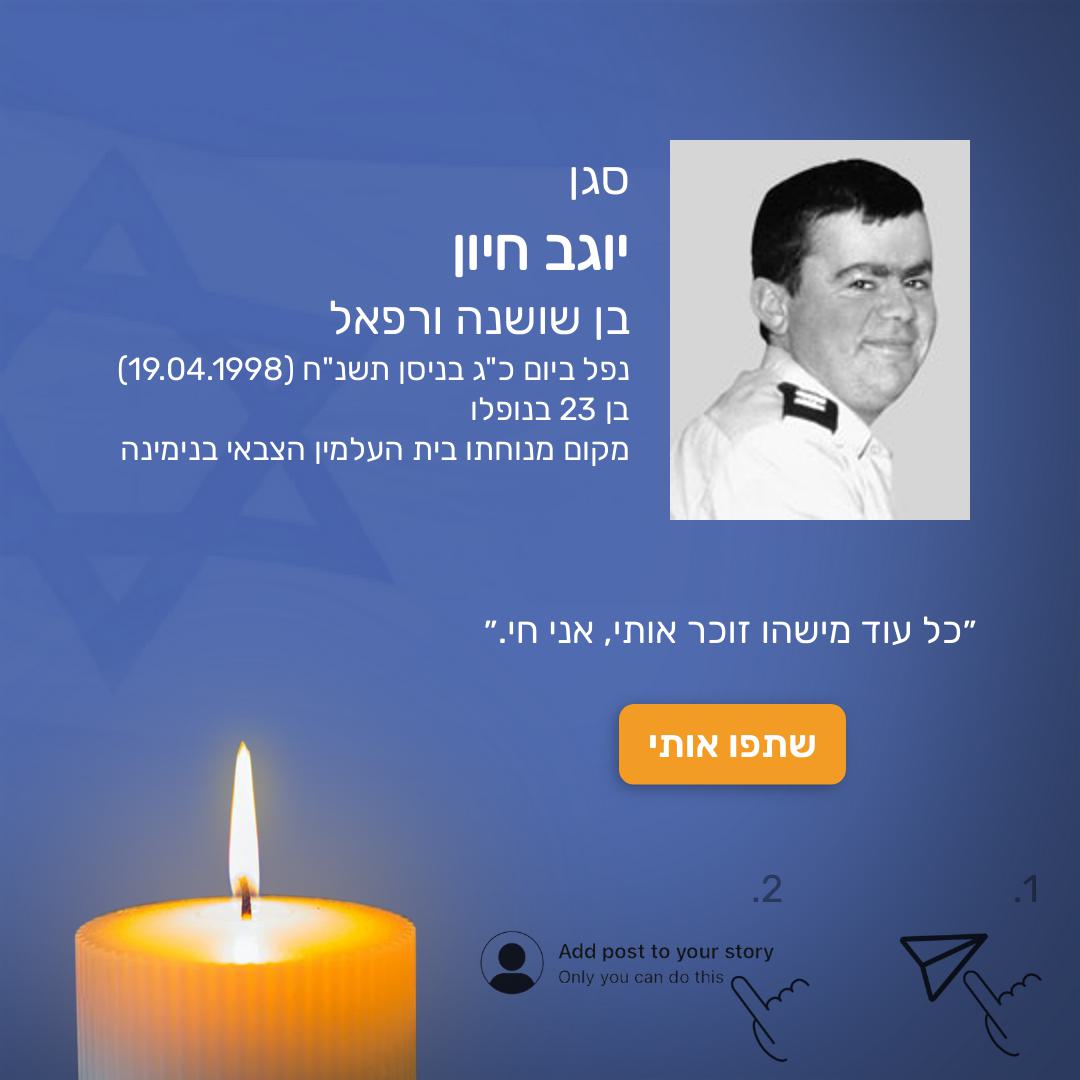 סגן
יוגב חיון
בן שושנה ורפאל
נפל ביום כ"ג בניסן תשנ"ח (19.04.1998)
בן 23 בנופלו
מקום מנוחתו בית העלמין הצבאי בנימינה
״כל עוד מישהו זוכר אותי, אני חי.״
שתפו אותי
1.
2.
Add post to your story
Only you can do this